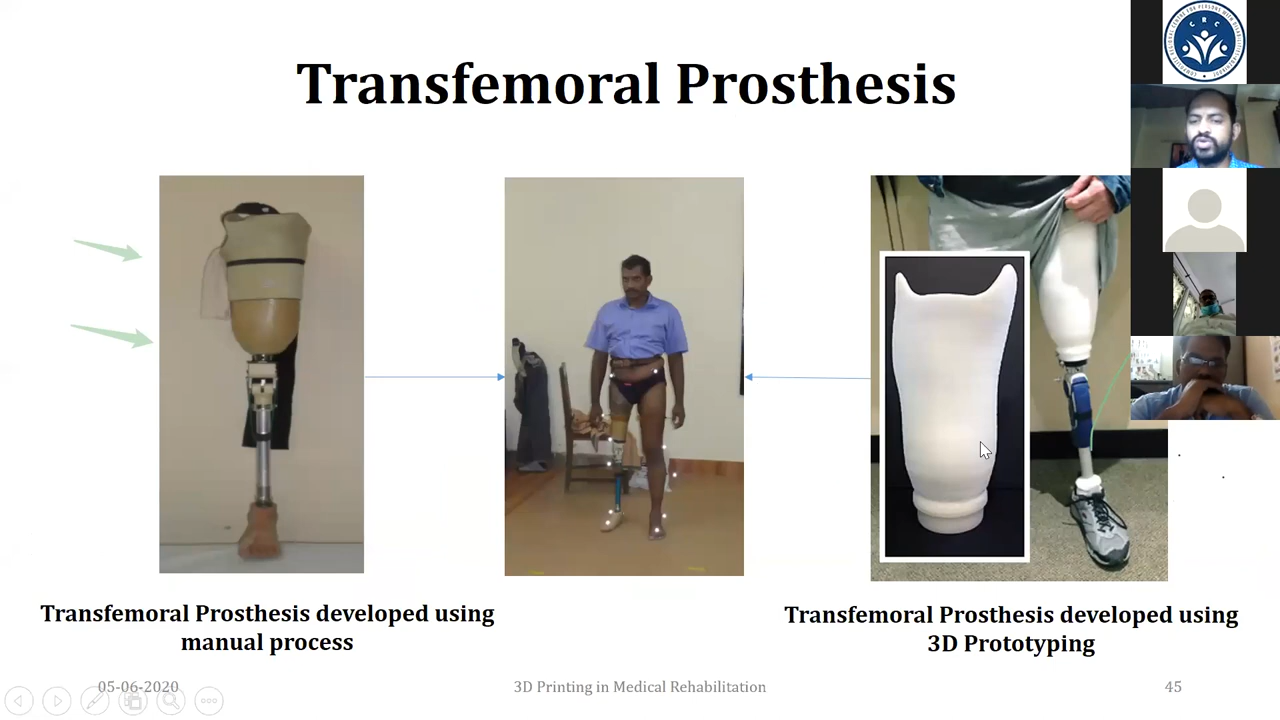 Transfemoral Prosthesis
C R C
Transfemoral Prosthesis developed using
manual process
Transfemoral Prosthesis developed using
3D Prototyping
05-06-2020
3D Printing in Medical Rehabilitation
45